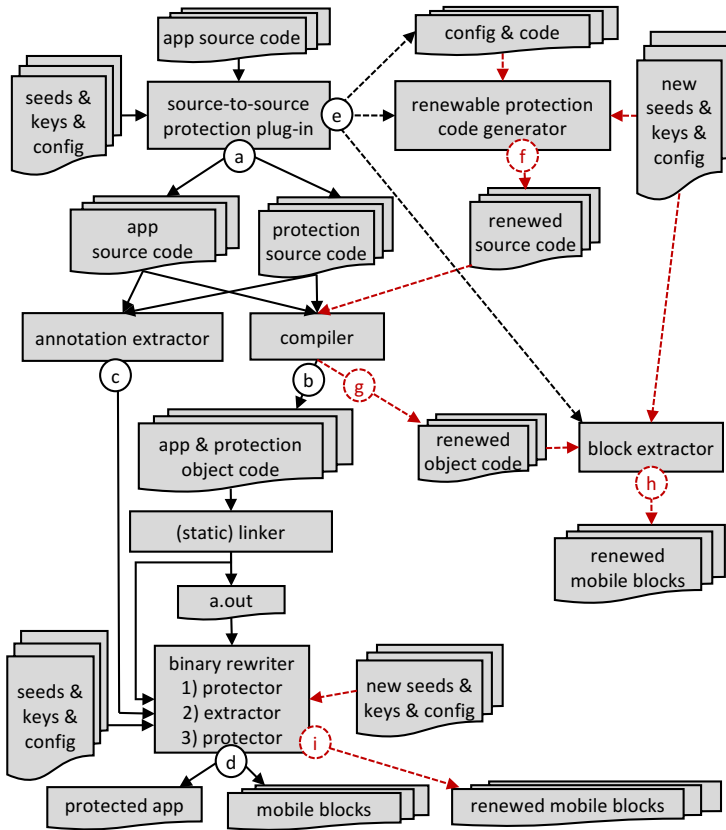 app source code
config & code
seeds &
keys &
config
source-to-source
protection plug-in
e
renewable protection
code generator
new
seeds &
keys &
config
a
f
app
source code
protection
source code
renewed
source code
annotation extractor
compiler
c
b
g
app & protection
object code
renewed
object code
block extractor
h
(static) linker
renewed
mobile blocks
a.out
seeds &
keys &
config
binary rewriter
1) protector
2) extractor
3) protector
new seeds &
keys & config
d
i
protected app
mobile blocks
renewed mobile blocks